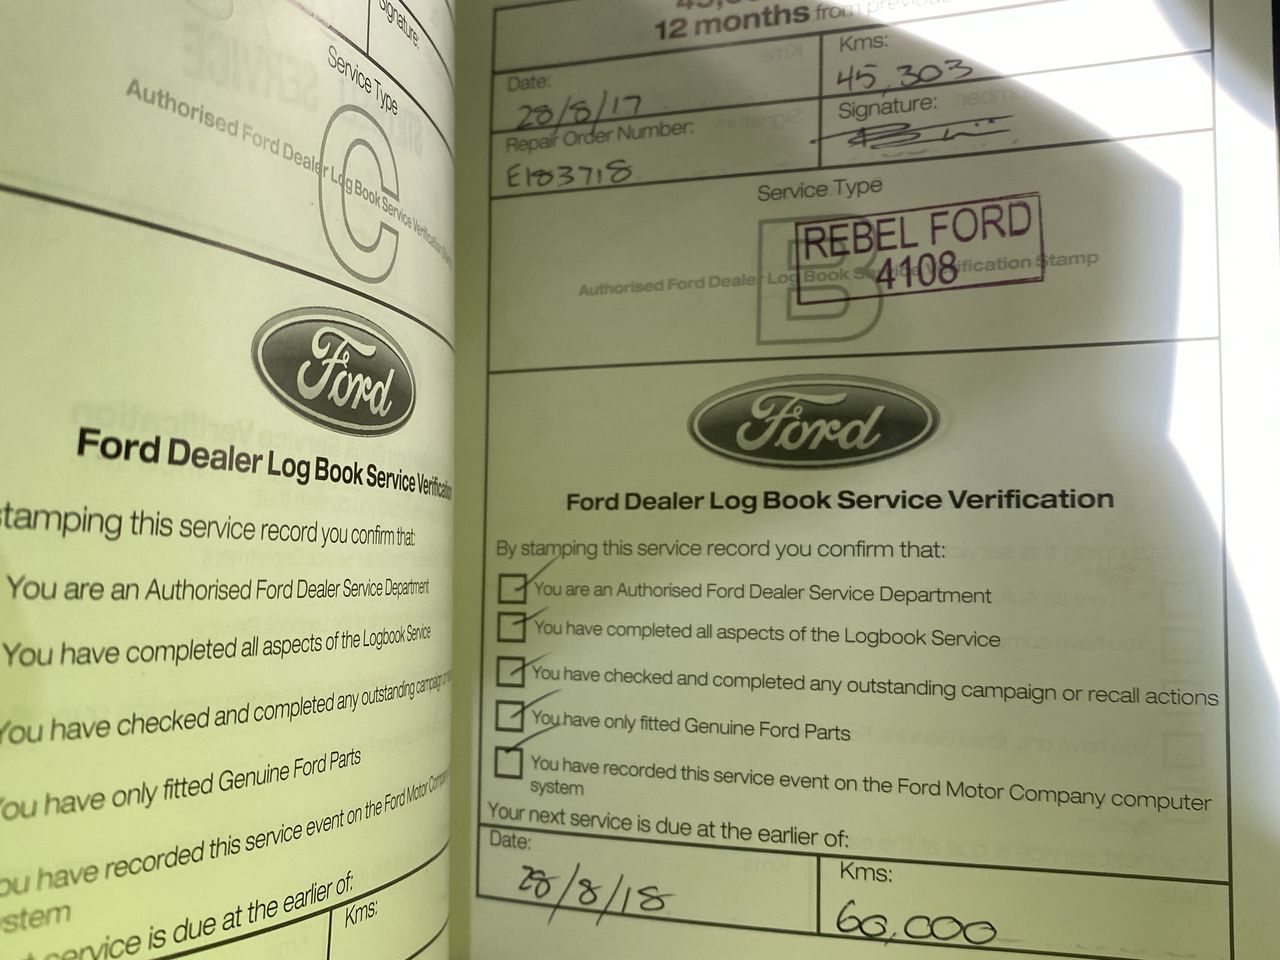 Signature:
Service Type
C
Authorised Ford Dealer Log Book Service Verification
Ford
Ford Dealer Log Book Service Verification
stamping this service record you confirm that:
You are an Authorised Ford Dealer Service Department
You have completed all aspects of the Logbook Service
You have checked and completed any outstanding campaign or
You have only fitted Genuine Ford Parts
You have recorded this service event on the Ford Motor Company
system
service is due at the earlier of:
Kms:
12 months from previous
Date:
28/8/17
Kms:
45,303
Repair Order Number:
E183718
Signature:
Service Type
B
Authorised Ford Dealer Log Book Service Verification Stamp
REBEL FORD
4108
Ford
Ford Dealer Log Book Service Verification
By stamping this service record you confirm that:
You are an Authorised Ford Dealer Service Department
You have completed all aspects of the Logbook Service
You have checked and completed any outstanding campaign or recall actions
You have only fitted Genuine Ford Parts
You have recorded this service event on the Ford Motor Company computer
system
Your next service is due at the earlier of:
Date:
28/8/18
Kms:
60,000